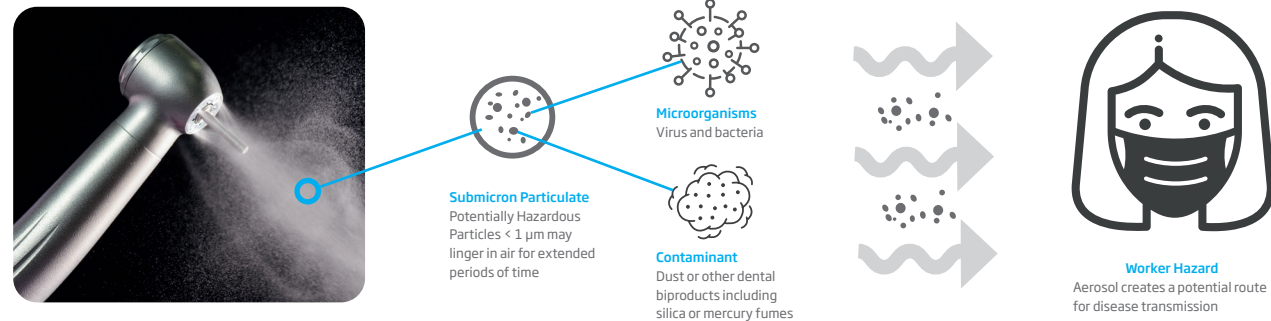 Submicron Particulate
Potentially Hazardous
Particles < 1 µm may
linger in air for extended
periods of time
Microorganisms
Virus and bacteria
Contaminant
Dust or other dental
biproducts including
silica or mercury fumes
Worker Hazard
Aerosol creates a potential route
for disease transmission